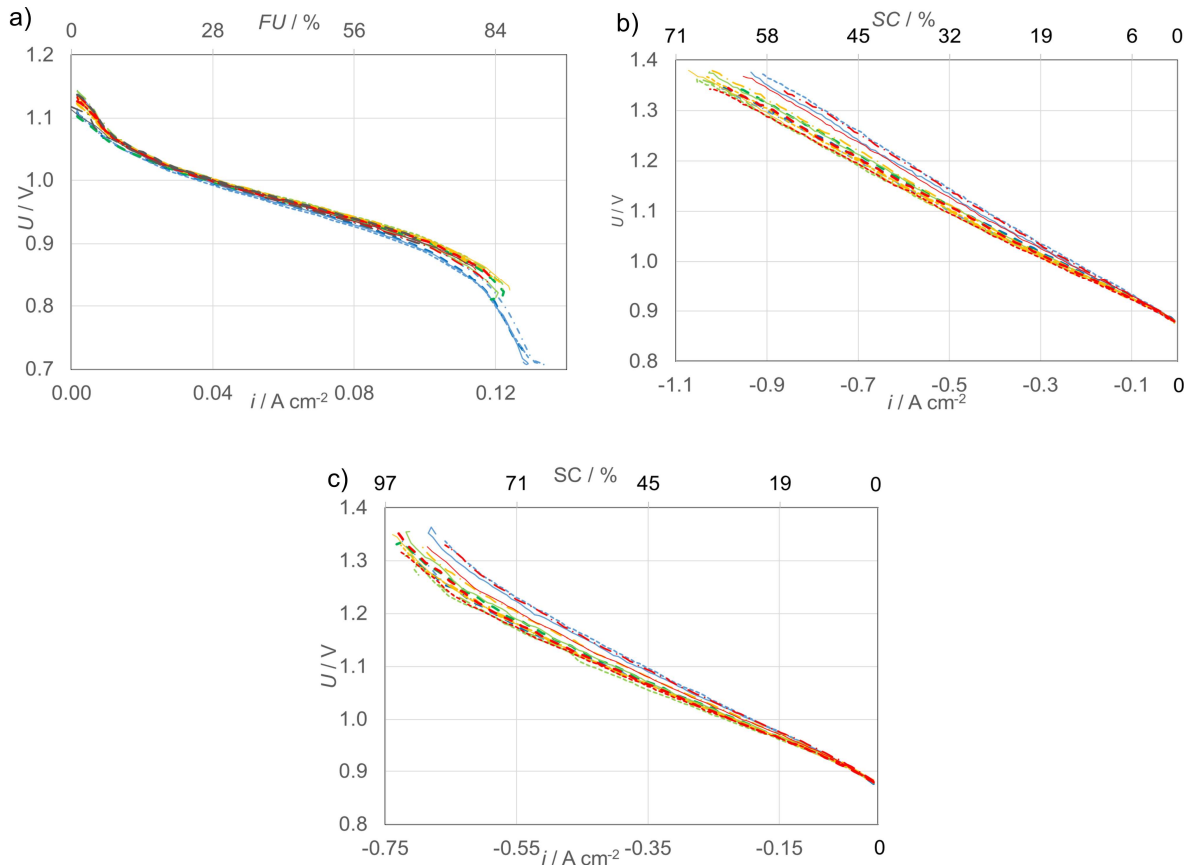 a)
FU / %
0 28 56 84
1.2
1.1
1.0
0.9
0.8
0.7
U / V
0.00 0.04 0.08 0.12
i / A cm-2
b)
SC / %
71 58 45 32 19 6 0
1.4
1.3
1.2
1.1
1.0
0.9
0.8
U / V
-1.1 -0.9 -0.7 -0.5 -0.3 -0.1 0
i / A cm-2
c)
SC / %
97 71 45 19 0
1.4
1.3
1.2
1.1
1.0
0.9
0.8
U / V
-0.75 -0.55 -0.35 -0.15 0
i / A cm-2